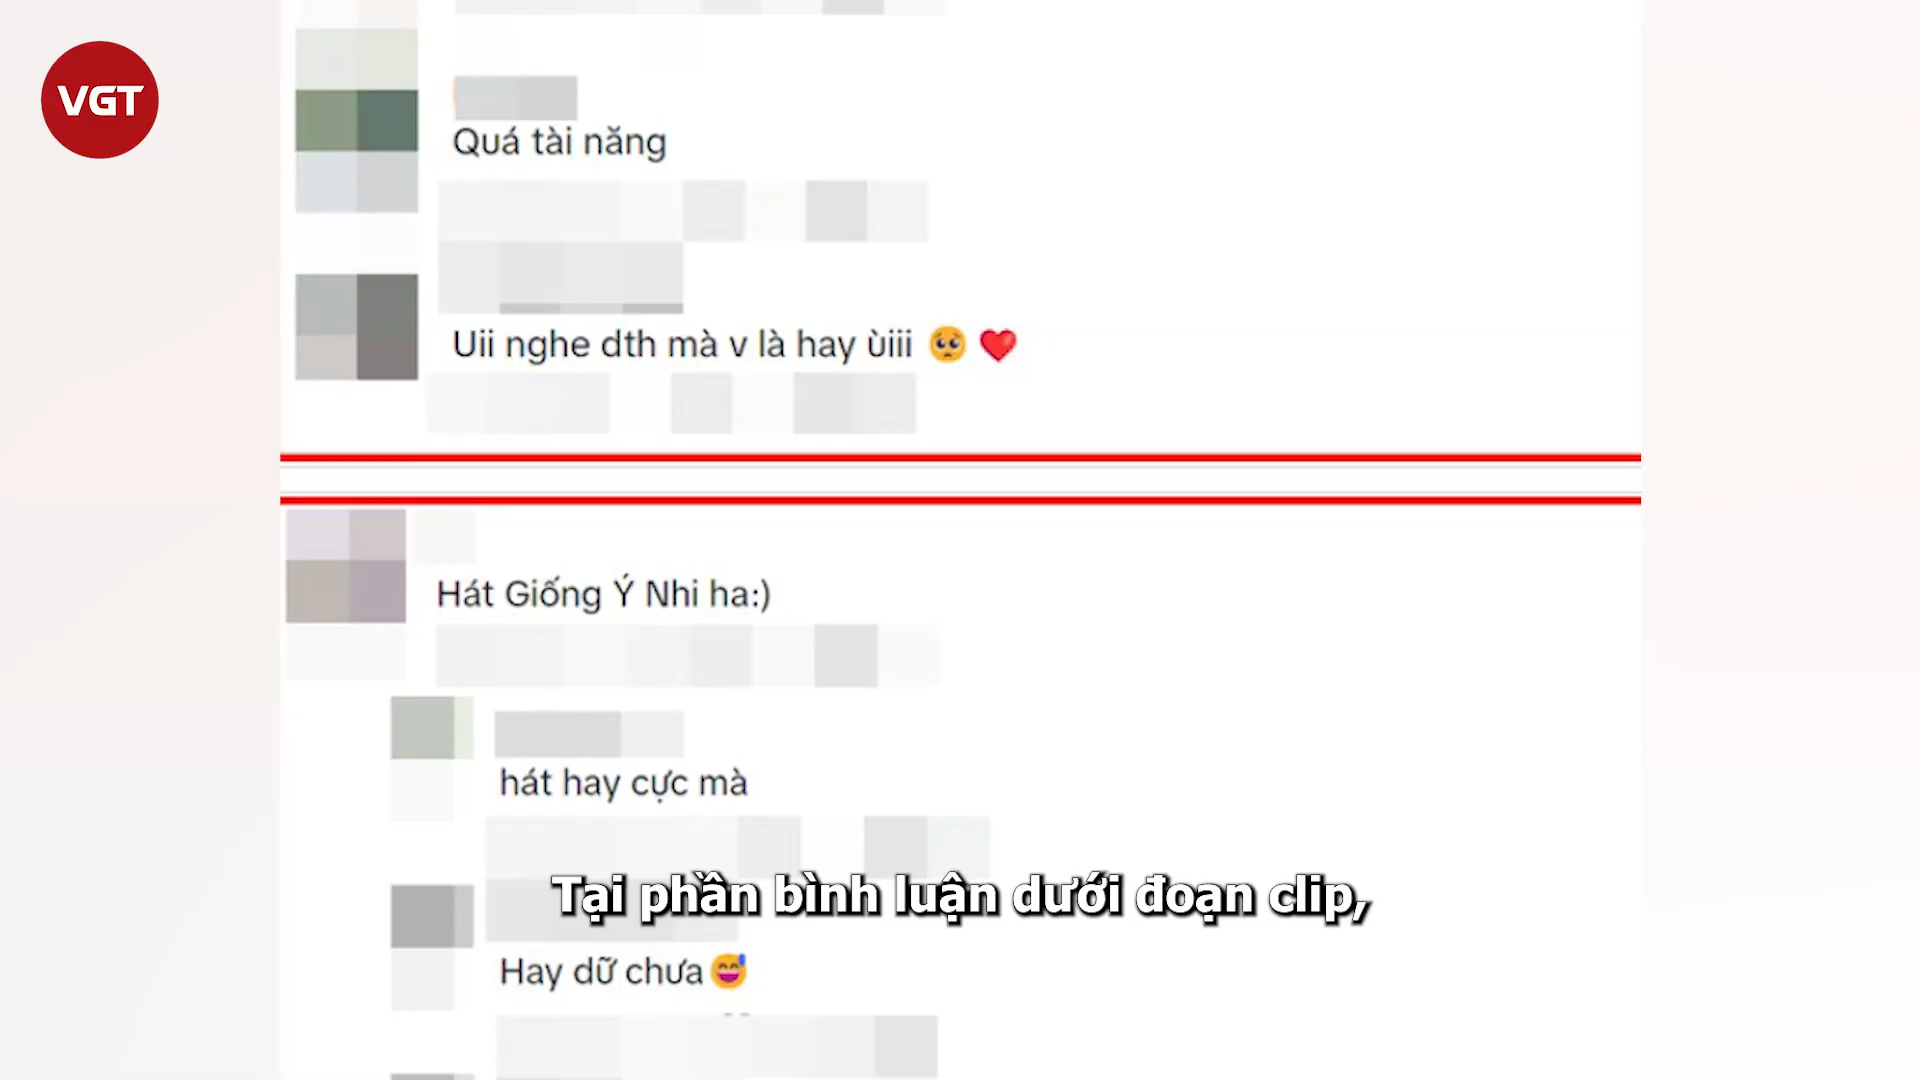 VGT
Quá tài năng
Uii nghe dth mà v là hay ùiii 🥺 ❤️
Hát Giống Ý Nhi ha:)
hát hay cực mà
Tại phần bình luận dưới đoạn clip,
Hay dữ chưa😅